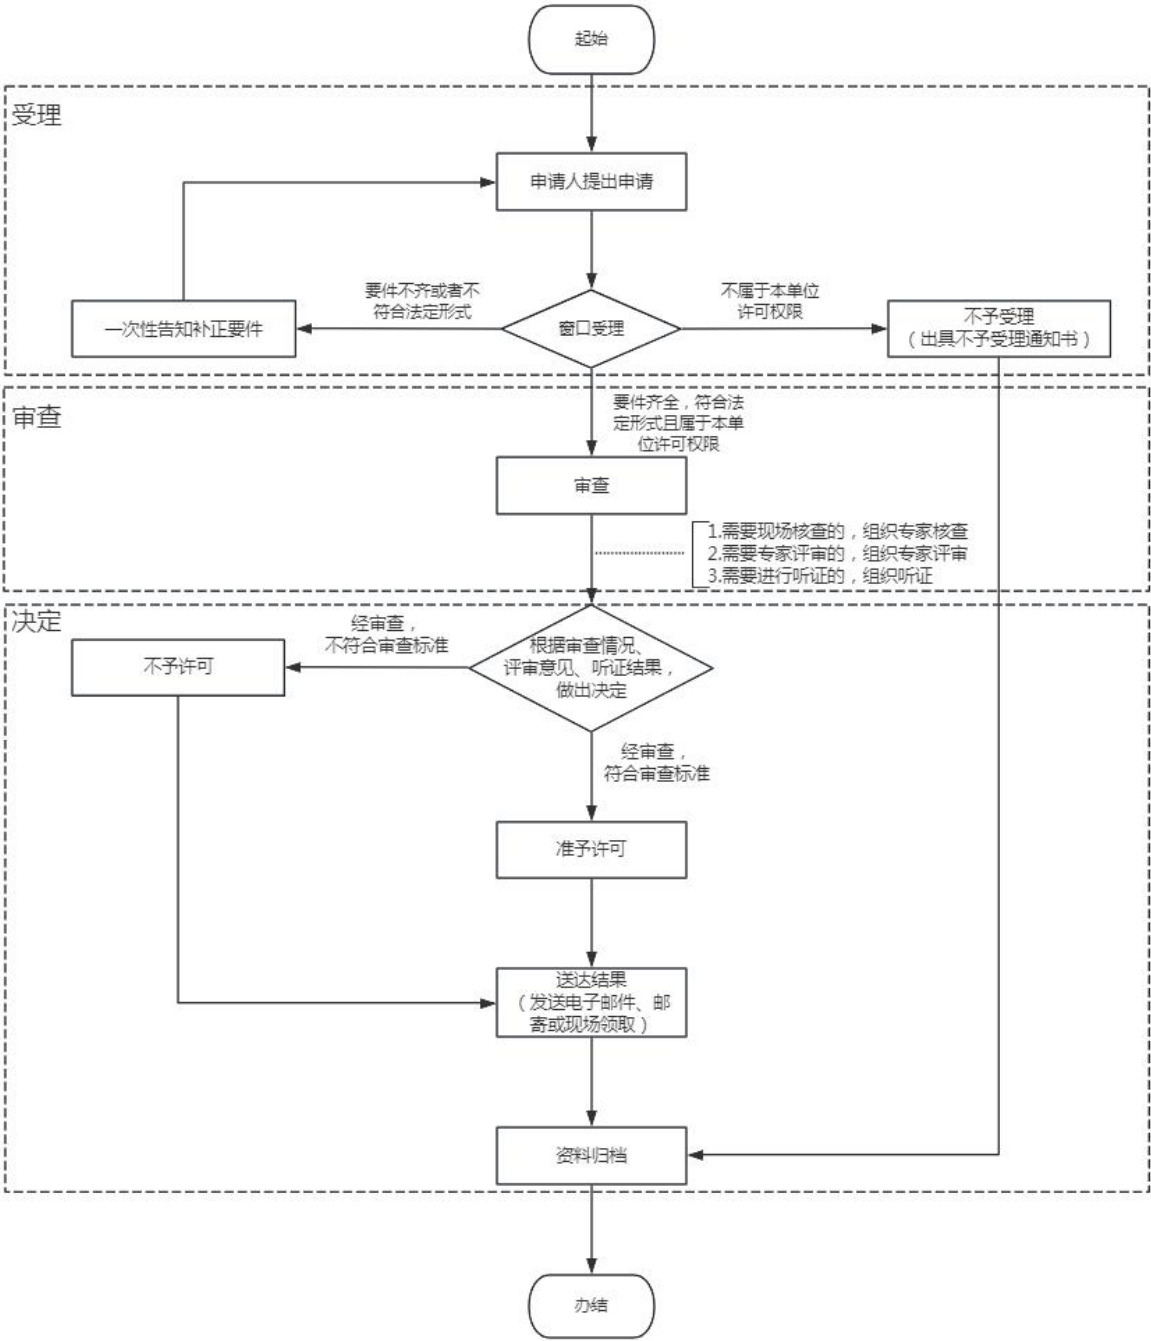 起始
受理
申请人提出申请
要件不齐或者不
符合法定形式
不属于本单位
许可权限
一次性告知补正要件
窗口受理
不予受理
（出具不予受理通知书）
审查
要件齐全，符合法
定形式且属于本单
位许可权限
审查
1.需要现场核查的，组织专家核查
2.需要专家评审的，组织专家评审
3.需要进行听证的，组织听证
决定
经审查，
不符合审查标准
不予许可
根据审查情况、
评审意见、听证结果，
做出决定
经审查，
符合审查标准
准予许可
送达结果
（发送电子邮件、邮
寄或现场领取）
资料归档
办结